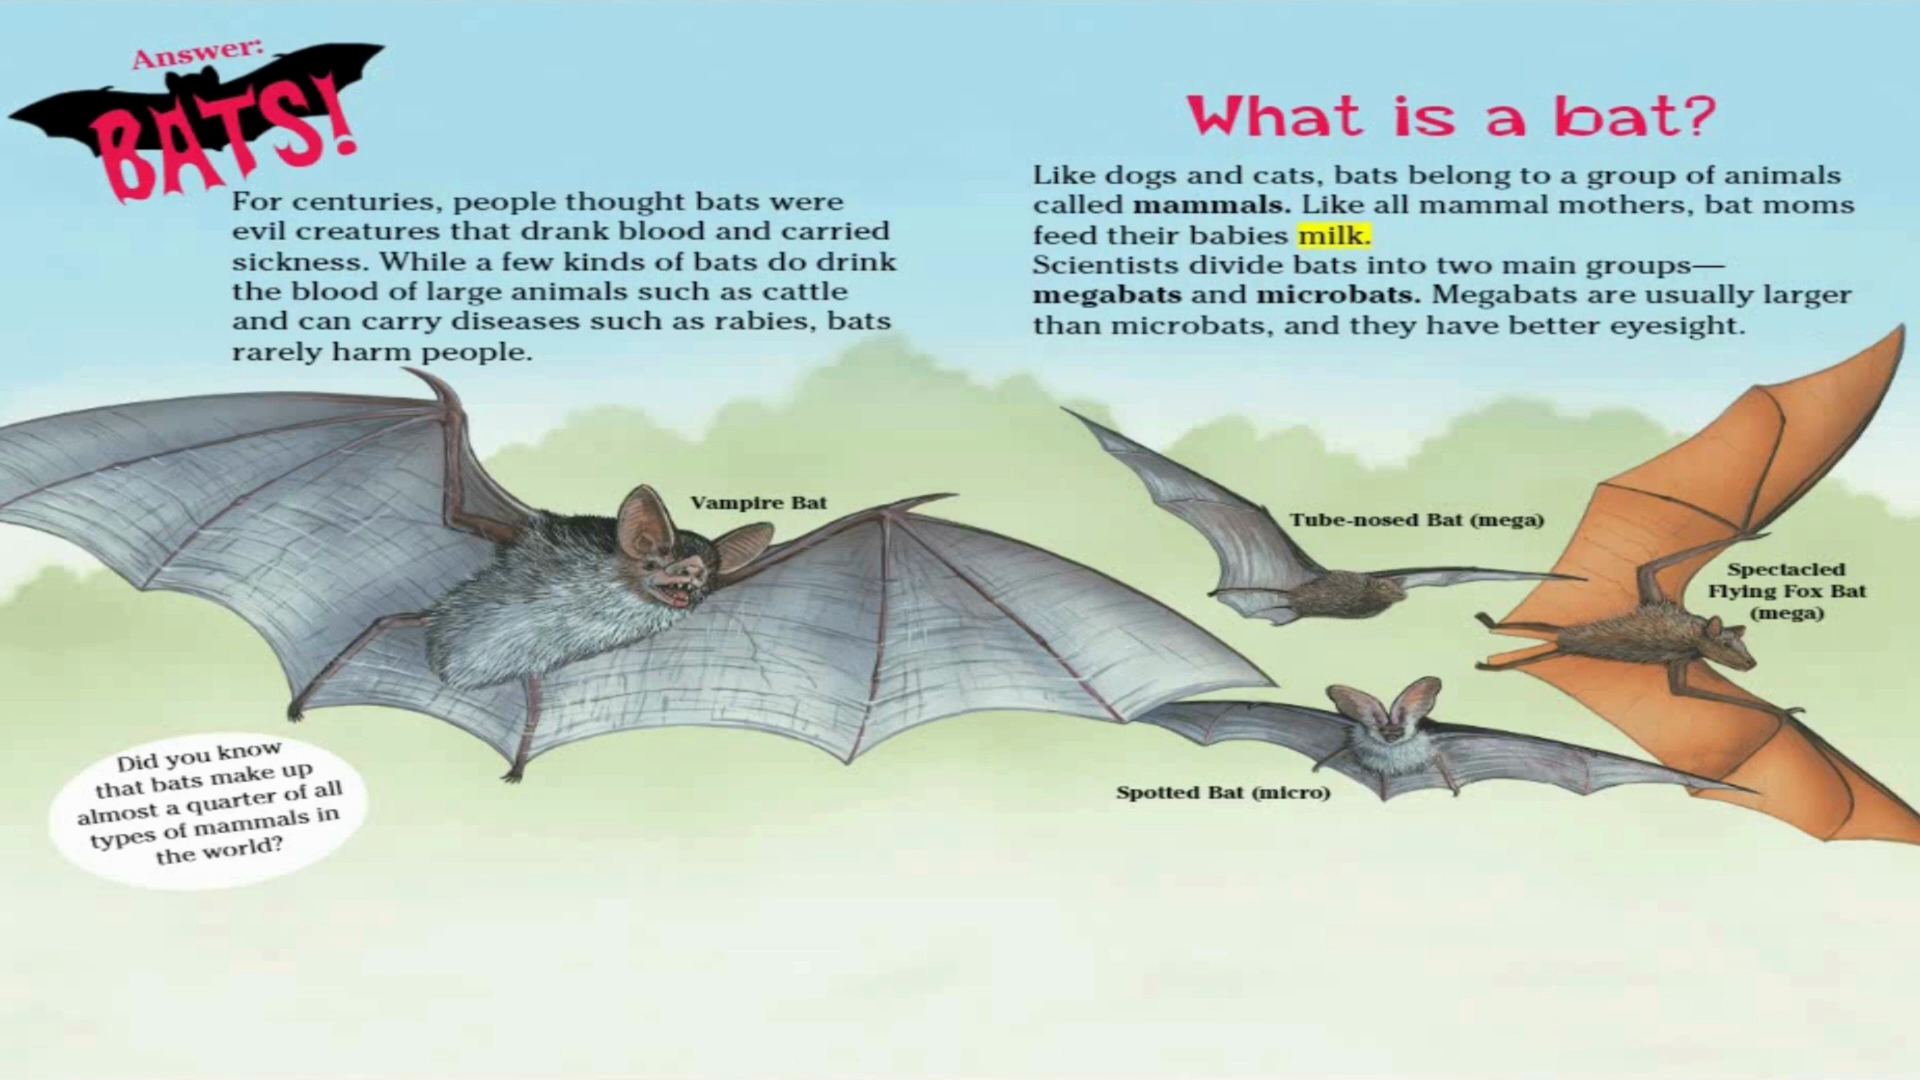 Answer:
BATS!
For centuries, people thought bats were
evil creatures that drank blood and carried
sickness. While a few kinds of bats do drink
the blood of large animals such as cattle
and can carry diseases such as rabies, bats
rarely harm people.
Vampire Bat
Did you know
that bats make up
almost a quarter of all
types of mammals in
the world?
What is a bat?
Like dogs and cats, bats belong to a group of animals
called mammals. Like all mammal mothers, bat moms
feed their babies milk.
Scientists divide bats into two main groups—
megabats and microbats. Megabats are usually larger
than microbats, and they have better eyesight.
Tube-nosed Bat (mega)
Spectacled
Flying Fox Bat
(mega)
Spotted Bat (micro)